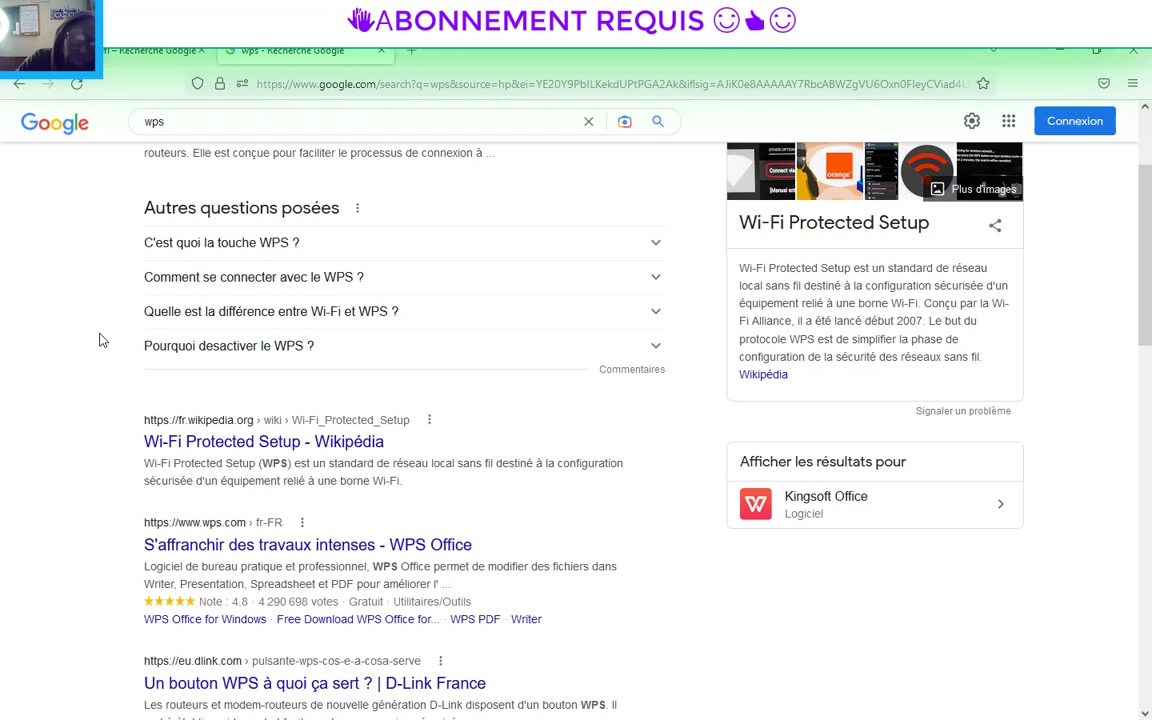 ABONNEMENT REQUIS
Recherche Google
wps - Recherche Google
https://www.google.com/search?q=wps&source=hp&ei=
Google
wps
Connexion
routeurs. Elle est conçue pour faciliter le processus de connexion à ...
Autres questions posées
C'est quoi la touche WPS ?
Comment se connecter avec le WPS ?
Quelle est la différence entre Wi-Fi et WPS ?
Pourquoi desactiver le WPS ?
Commentaires
https://fr.wikipedia.org › wiki › Wi-Fi_Protected_Setup
Wi-Fi Protected Setup - Wikipédia
Wi-Fi Protected Setup (WPS) est un standard de réseau local sans fil destiné à la configuration
sécurisée d'un équipement relié à une borne Wi-Fi.
https://www.wps.com › fr-FR
S'affranchir des travaux intenses - WPS Office
Logiciel de bureau pratique et professionnel, WPS Office permet de modifier des fichiers dans
Writer, Presentation, Spreadsheet et PDF pour améliorer l' ...
Note : 4,8 · 4 290 698 votes · Gratuit · Utilitaires/Outils
WPS Office for Windows · Free Download WPS Office for... · WPS PDF · Writer
https://eu.dlink.com › pulsante-wps-cos-e-a-cosa-serve
Un bouton WPS à quoi ça sert ? | D-Link France
Les routeurs et modem-routeurs de nouvelle génération D-Link disposent d'un bouton WPS. Il
orange
Plus d'images
Wi-Fi Protected Setup
Wi-Fi Protected Setup est un standard de réseau
local sans fil destiné à la configuration sécurisée d'un
équipement relié à une borne Wi-Fi. Conçu par la Wi-
Fi Alliance, il a été lancé début 2007. Le but du
protocole WPS est de simplifier la phase de
configuration de la sécurité des réseaux sans fil.
Wikipédia
Signaler un problème
Afficher les résultats pour
Kingsoft Office
Logiciel